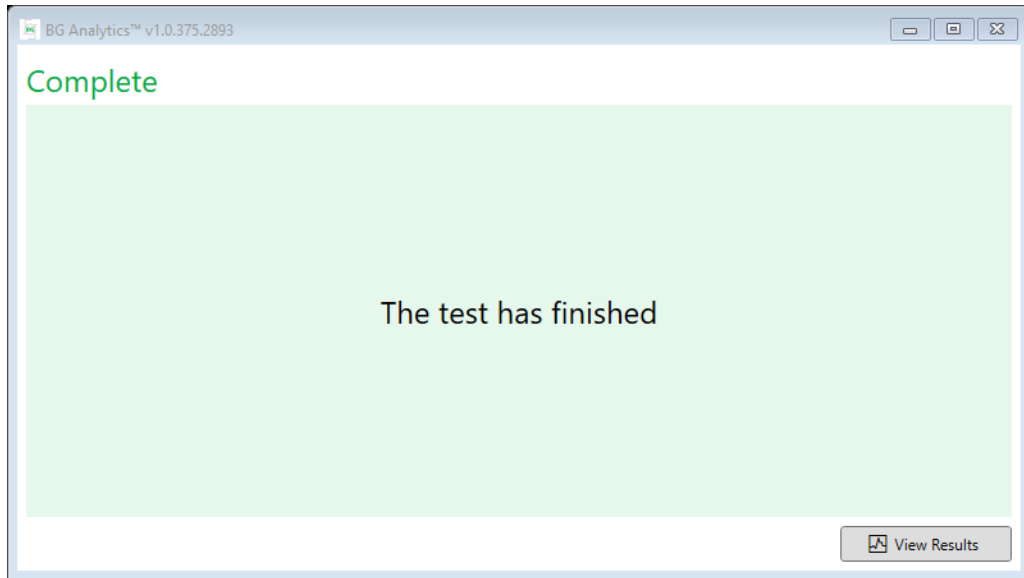 BG Analytics™ v1.0.375.2893
Complete
The test has finished
View Results